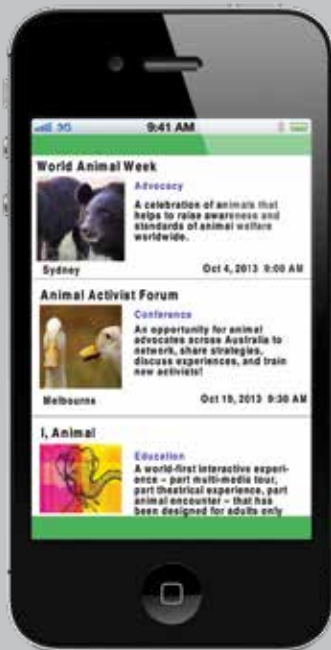 3G 9:41 AM
World Animal Week
Advocacy
A celebration of animals that
helps to raise awareness and
standards of animal welfare
worldwide.
Sydney Oct 4, 2013 9:00 AM
Animal Activist Forum
Conference
An opportunity for animal
advocates across Australia to
network, share strategies,
discuss experiences, and train
new activists!
Melbourne Oct 19, 2013 9:30 AM
I, Animal
Education
A world-first interactive experi-
ence – part multi-media tour,
part theatrical experience, part
animal encounter – that has
been designed for adults only